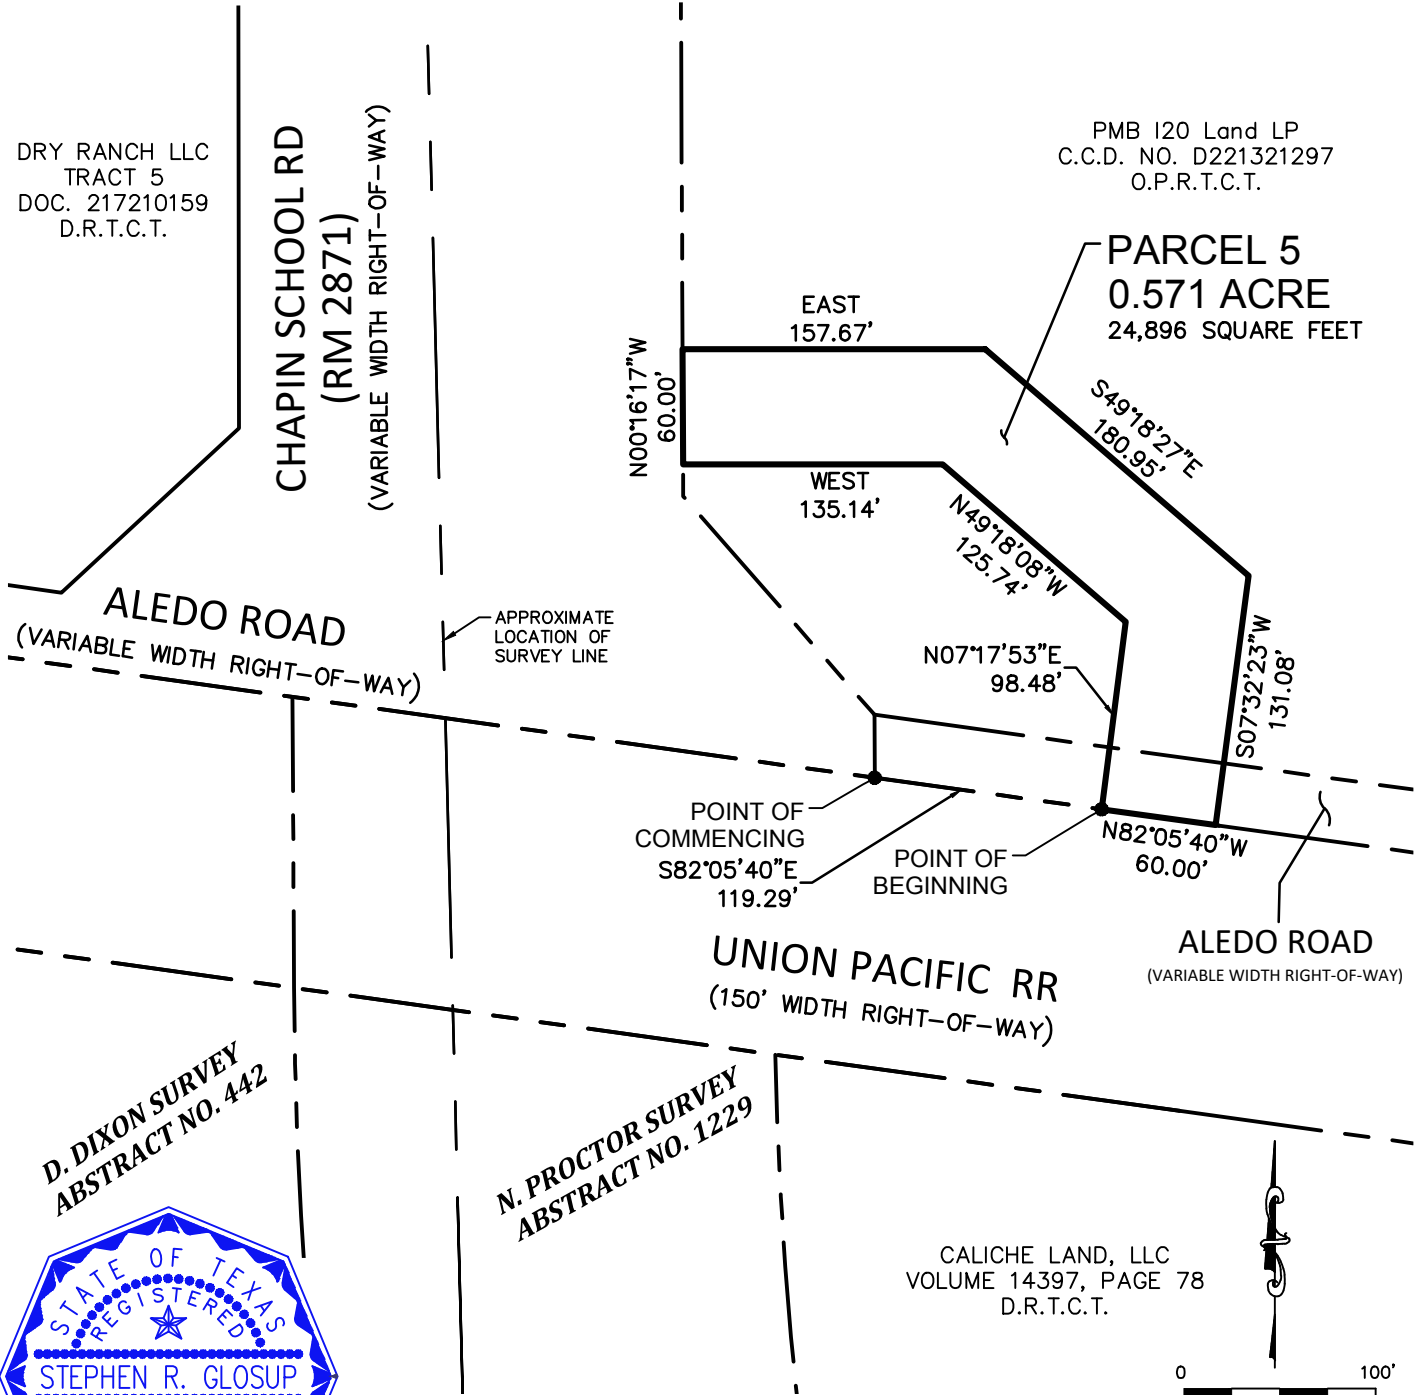 DRY RANCH LLC
TRACT 5
DOC. 217210159
D.R.T.C.T.
CHAPIN SCHOOL RD
(RM 2871)
(VARIABLE WIDTH RIGHT-OF-WAY)
PMB I20 Land LP
C.C.D. NO. D221321297
O.P.R.T.C.T.
PARCEL 5
0.571 ACRE
24,896 SQUARE FEET
EAST
157.67'
N00°16'17"W
60.00'
S49°18'27"E
180.95'
WEST
135.14'
N49°18'08"W
125.74'
ALEDO ROAD
(VARIABLE WIDTH RIGHT-OF-WAY)
APPROXIMATE
LOCATION OF
SURVEY LINE
N07°17'53"E
98.48'
S07°32'23"W
131.08'
POINT OF
COMMENCING
S82°05'40"E
119.29'
POINT OF
BEGINNING
N82°05'40"W
60.00'
ALEDO ROAD
(VARIABLE WIDTH RIGHT-OF-WAY)
UNION PACIFIC RR
(150' WIDTH RIGHT-OF-WAY)
D. DIXON SURVEY
ABSTRACT NO. 442
N. PROCTOR SURVEY
ABSTRACT NO. 1229
STATE OF TEXAS
REGISTERED
STEPHEN R. GLOSUP
CALICHE LAND, LLC
VOLUME 14397, PAGE 78
D.R.T.C.T.
0 100'